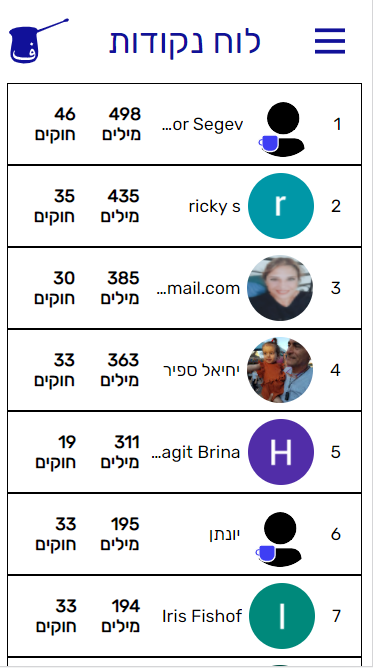 لوח נקודות
ف
1
or Segev...
498
מילים
46
חוקים
2
ricky s
r
435
מילים
35
חוקים
3
mail.com...
385
מילים
30
חוקים
4
יחיאל ספיר
363
מילים
33
חוקים
5
H
agit Brina...
311
מילים
19
חוקים
6
יונתן
195
מילים
33
חוקים
7
I
Iris Fishof
194
מילים
33
חוקים